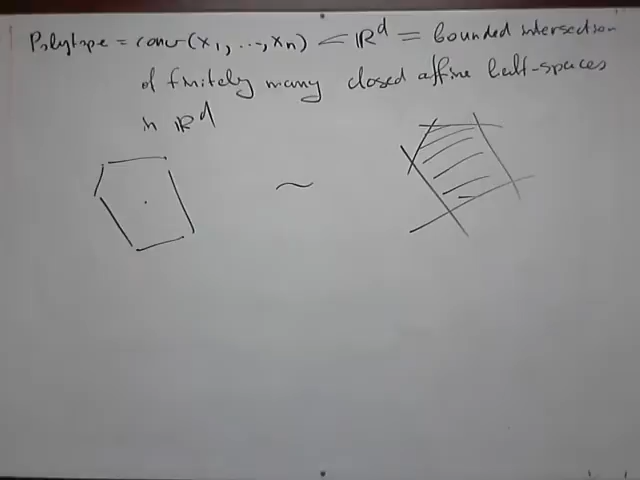 Polytope = conv(x₁, ..., xₙ) ⊂ ℝᵈ = bounded intersection
of finitely many closed affine half-spaces
in ℝᵈ
~